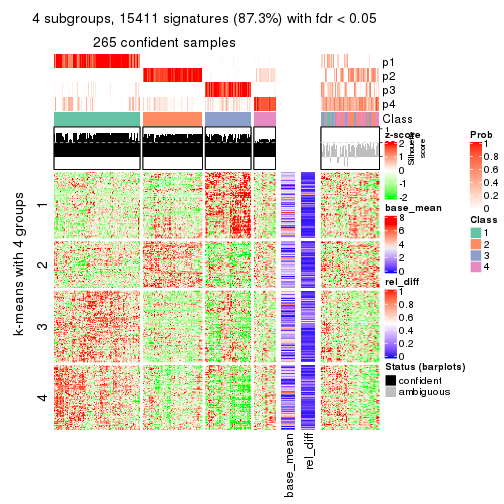 4 subgroups, 15411 signatures (87.3%) with fdr < 0.05
265 confident samples
p1
p2
p3
p4
Class
1
Silhouette
score
z-score
2
1
0
-1
-2
base_mean
8
6
4
2
0
rel_diff
1
0.8
0.6
0.4
0.2
0
Status (barplots)
confident
ambiguous
Prob
1
0.8
0.6
0.4
0.2
0
Class
1
2
3
4
k-means with 4 groups
1
2
3
4
base_mean
rel_diff